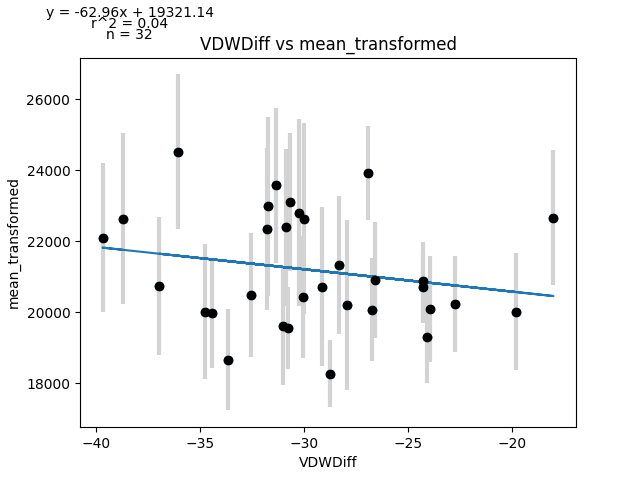 y = -62.96x + 19321.14
r^2 = 0.04
n = 32
VDWDiff vs mean_transformed
26000
24000
22000
20000
18000
mean_transformed
−40
−35
−30
−25
−20
VDWDiff